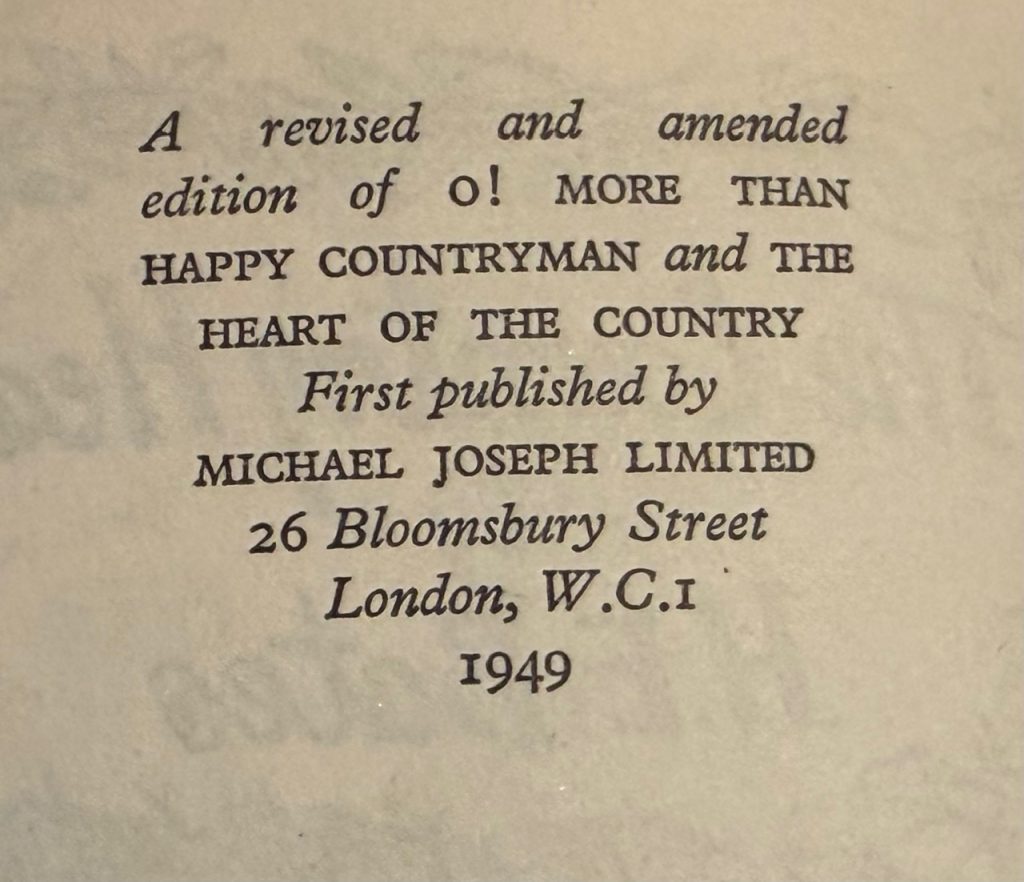 A revised and amended
edition of O! MORE THAN
HAPPY COUNTRYMAN and THE
HEART OF THE COUNTRY
First published by
MICHAEL JOSEPH LIMITED
26 Bloomsbury Street
London, W.C.1
1949